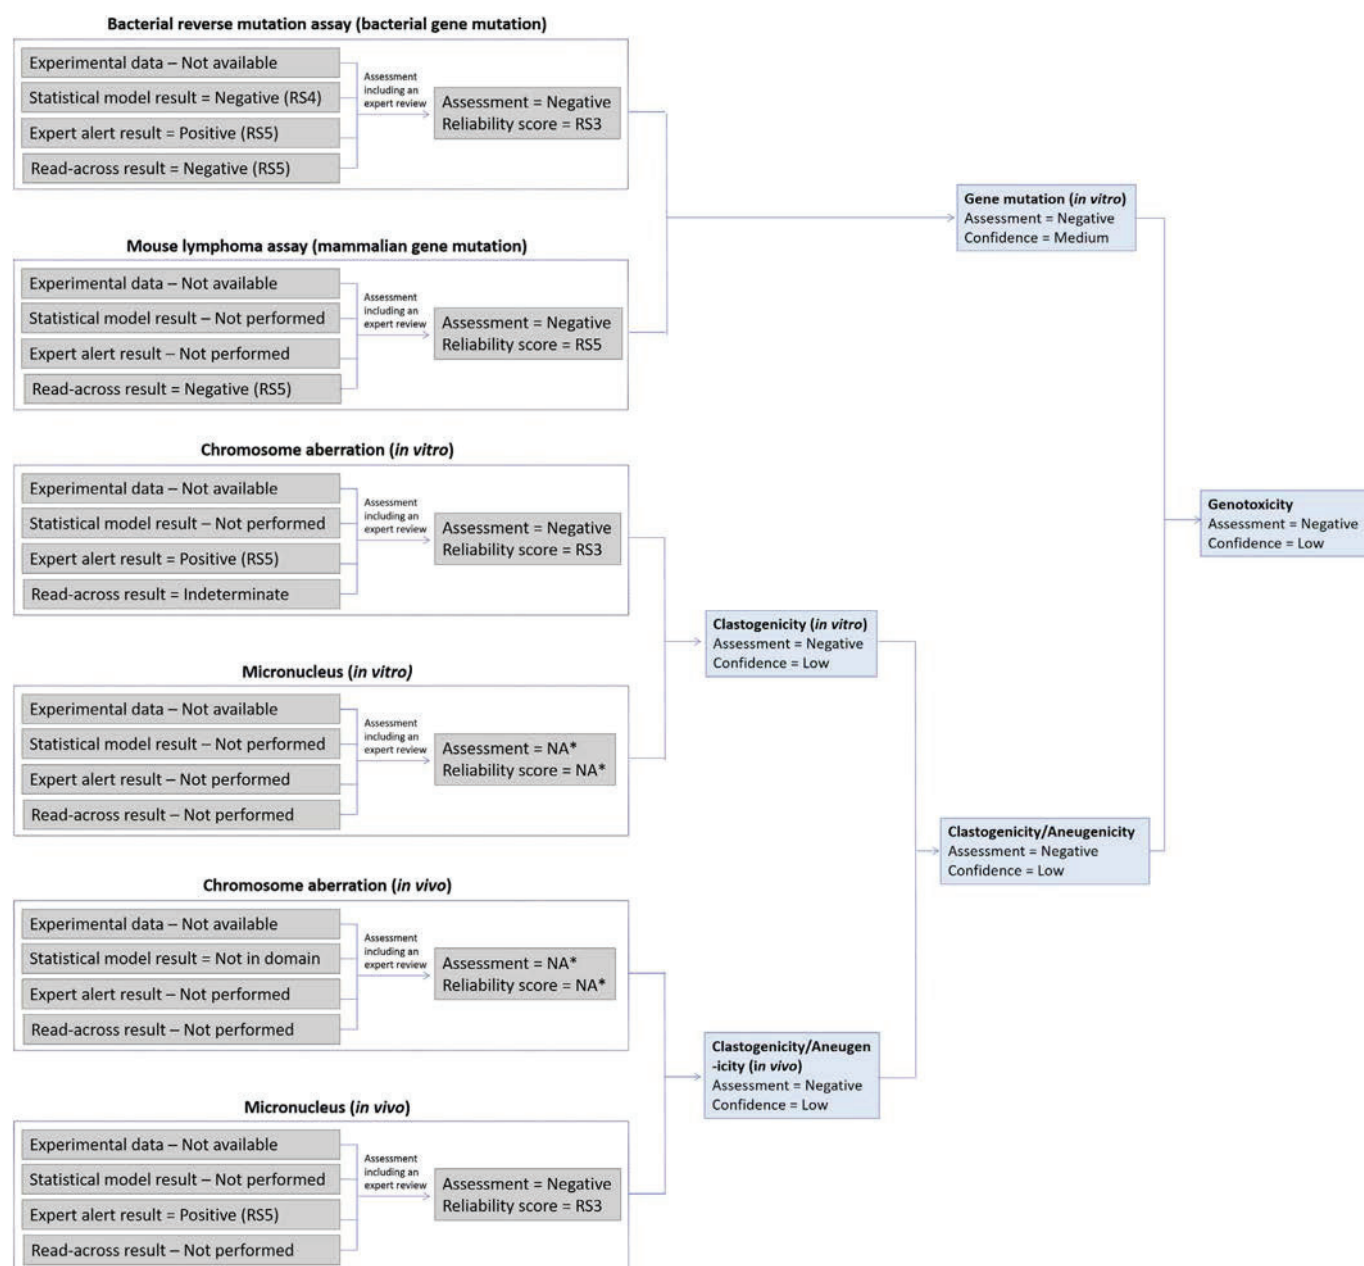 Bacterial reverse mutation assay (bacterial gene mutation)
Experimental data – Not available
Statistical model result = Negative (RS4)
Expert alert result = Positive (RS5)
Read-across result = Negative (RS5)
Assessment
including an
expert review
Assessment = Negative
Reliability score = RS3
Mouse lymphoma assay (mammalian gene mutation)
Experimental data – Not available
Statistical model result – Not performed
Expert alert result – Not performed
Read-across result = Negative (RS5)
Assessment
including an
expert review
Assessment = Negative
Reliability score = RS5
Gene mutation (in vitro)
Assessment = Negative
Confidence = Medium
Chromosome aberration (in vitro)
Experimental data – Not available
Statistical model result – Not performed
Expert alert result = Positive (RS5)
Read-across result = Indeterminate
Assessment
including an
expert review
Assessment = Negative
Reliability score = RS3
Micronucleus (in vitro)
Experimental data – Not available
Statistical model result – Not performed
Expert alert result – Not performed
Read-across result – Not performed
Assessment
including an
expert review
Assessment = NA*
Reliability score = NA*
Clastogenicity (in vitro)
Assessment = Negative
Confidence = Low
Chromosome aberration (in vivo)
Experimental data – Not available
Statistical model result = Not in domain
Expert alert result – Not performed
Read-across result – Not performed
Assessment
including an
expert review
Assessment = NA*
Reliability score = NA*
Micronucleus (in vivo)
Experimental data – Not available
Statistical model result – Not performed
Expert alert result = Positive (RS5)
Read-across result – Not performed
Assessment
including an
expert review
Assessment = Negative
Reliability score = RS3
Clastogenicity/Aneugen
-icity (in vivo)
Assessment = Negative
Confidence = Low
Clastogenicity/Aneugenicity
Assessment = Negative
Confidence = Low
Genotoxicity
Assessment = Negative
Confidence = Low